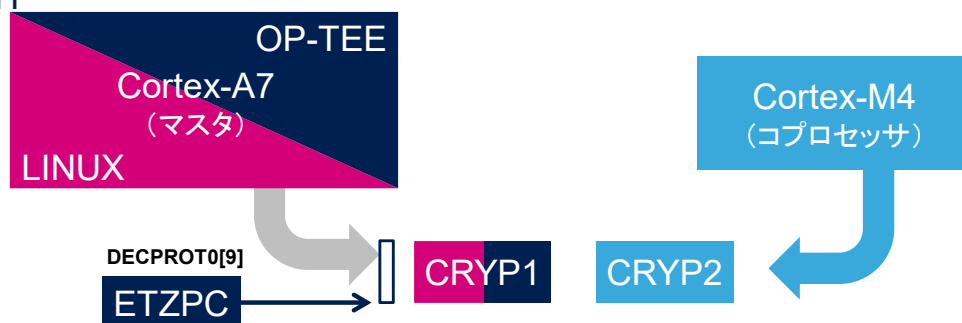 OP-TEE
Cortex-A7
（マスタ）
LINUX
Cortex-M4
（コプロセッサ）
DECPROT0[9]
ETZPC
CRYP1
CRYP2